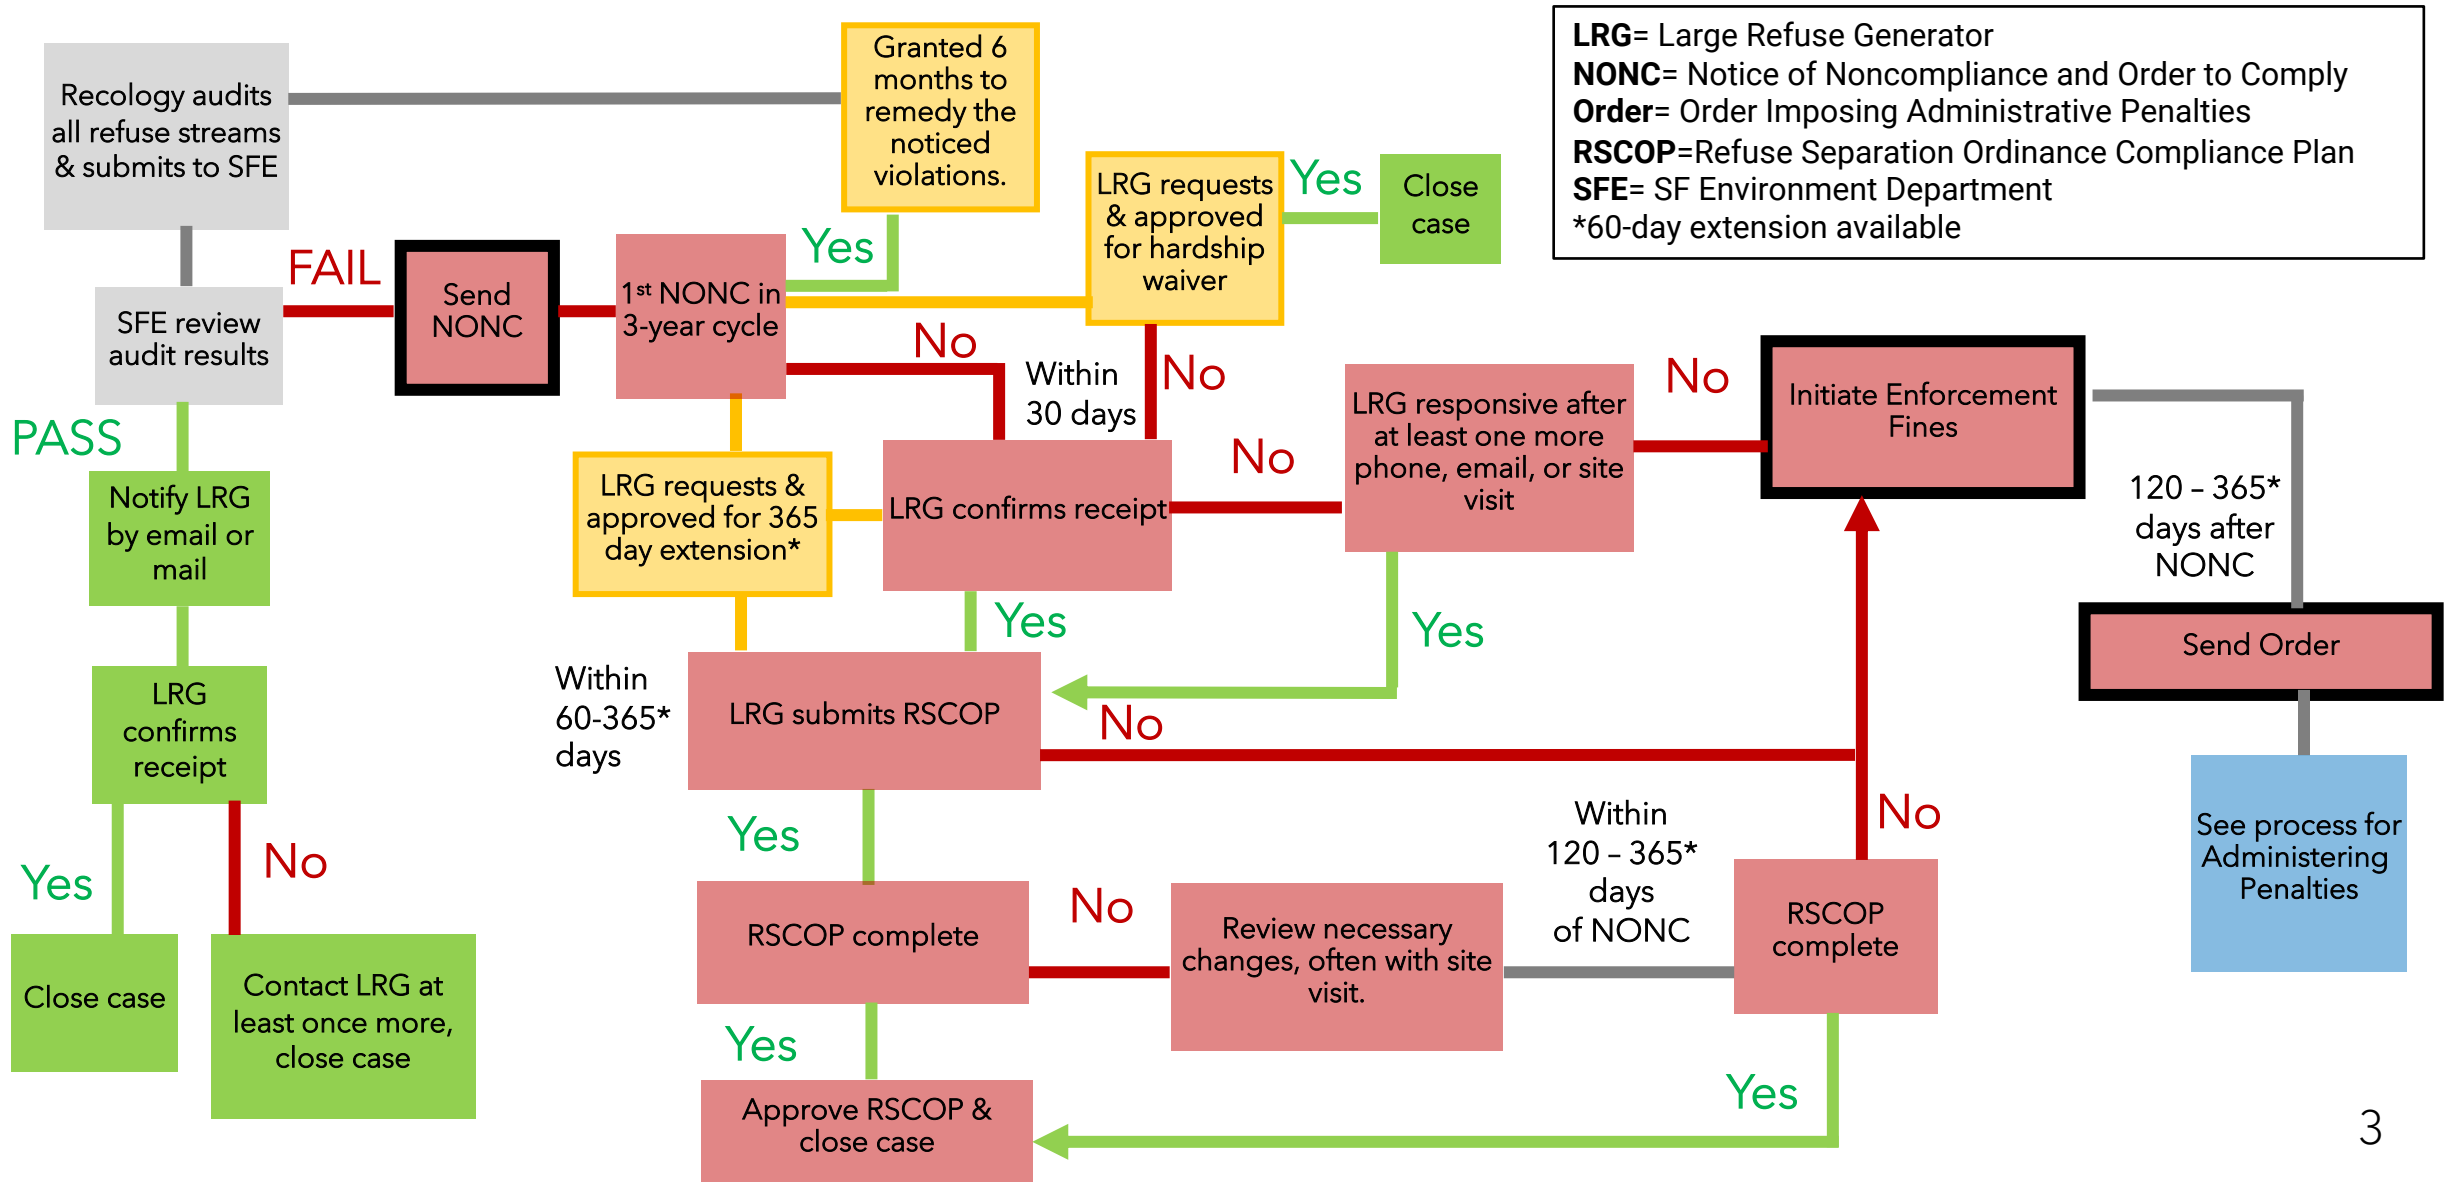 Recology audits
all refuse streams
& submits to SFE
Granted 6
months to
remedy the
noticed
violations.
LRG= Large Refuse Generator
NONC= Notice of Noncompliance and Order to Comply
Order= Order Imposing Administrative Penalties
RSCOP=Refuse Separation Ordinance Compliance Plan
SFE= SF Environment Department
*60-day extension available
LRG requests
& approved
for hardship
waiver
Yes
Close
case
SFE review
audit results
FAIL
Send
NONC
1st NONC in
3-year cycle
Yes
No
Within
30 days
No
LRG responsive after
at least one more
phone, email, or site
visit
No
Initiate Enforcement
Fines
PASS
Notify LRG
by email or
mail
LRG requests &
approved for 365
day extension*
LRG confirms receipt
No
120 – 365*
days after
NONC
Yes
Yes
Send Order
LRG
confirms
receipt
Within
60-365*
days
LRG submits RSCOP
No
Yes
No
Yes
Within
120 – 365*
days
of NONC
No
See process for
Administering
Penalties
Close case
Contact LRG at
least once more,
close case
RSCOP complete
No
Review necessary
changes, often with site
visit.
RSCOP
complete
Yes
Yes
Approve RSCOP &
close case
3